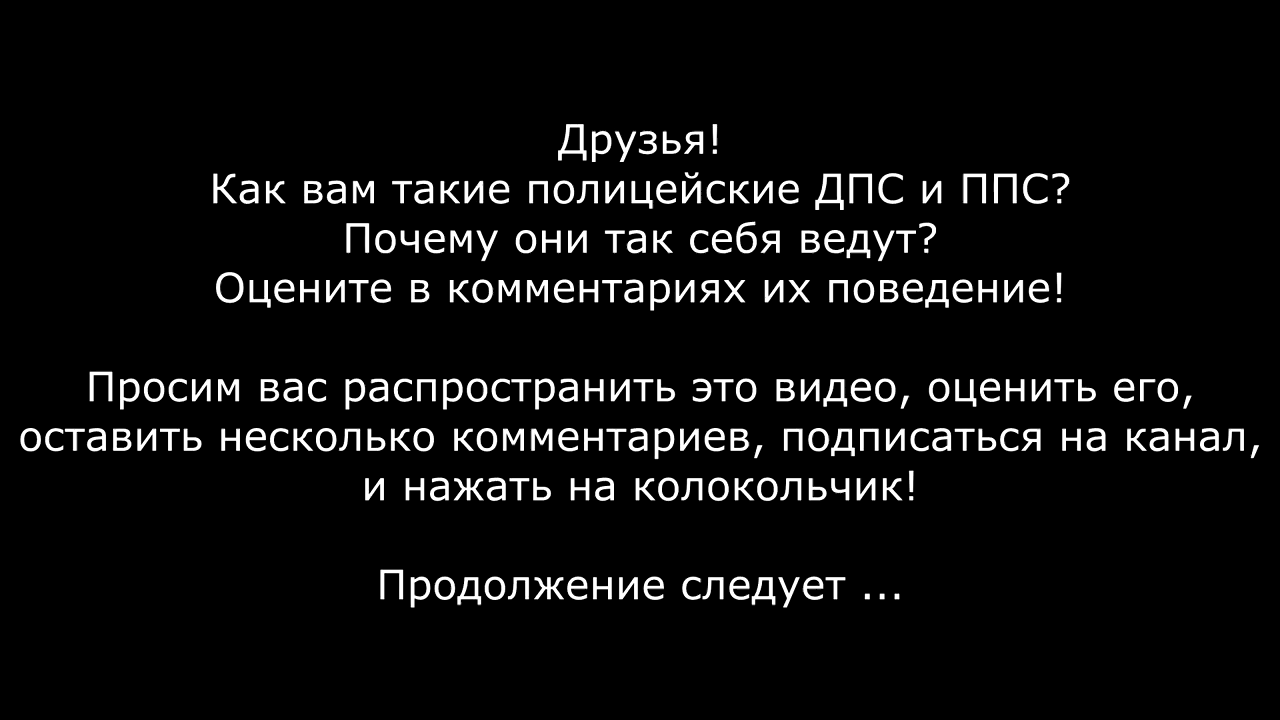 Друзья!
Как вам такие полицейские ДПС и ППС?
Почему они так себя ведут?
Оцените в комментариях их поведение!
Просим вас распространить это видео, оценить его,
оставить несколько комментариев, подписаться на канал,
и нажать на колокольчик!
Продолжение следует ...